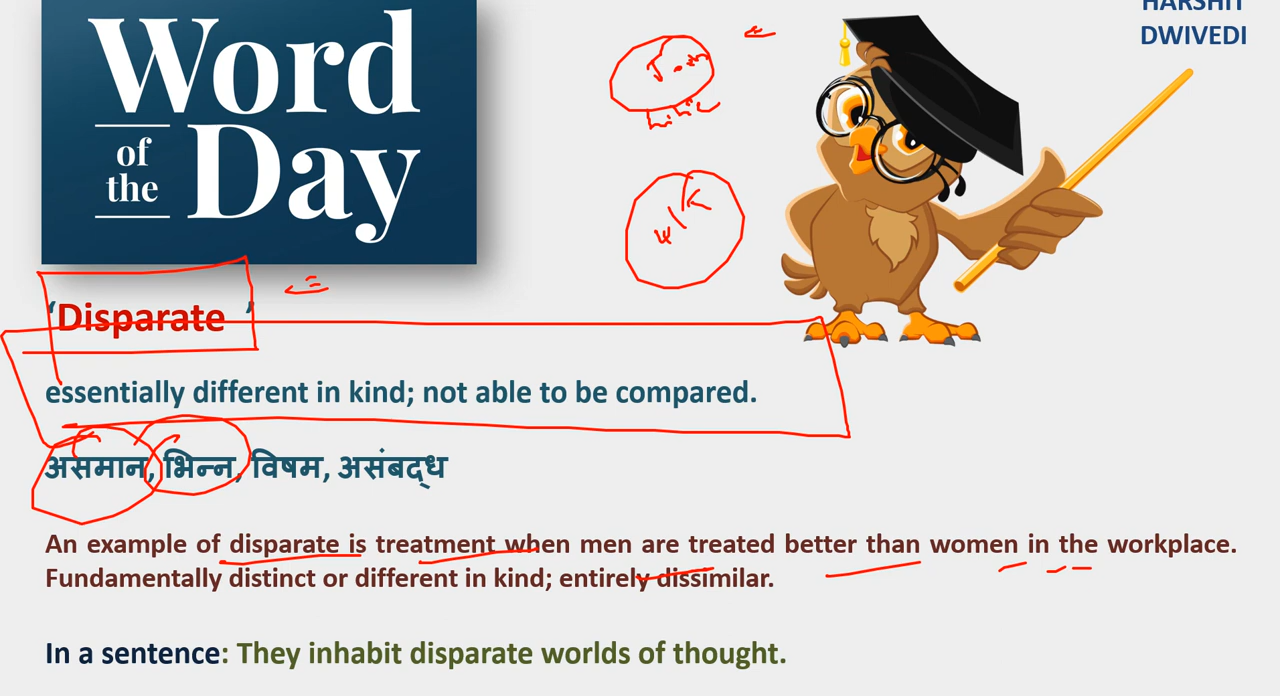 HARSHIT
DWIVEDI
Word
of
the
Day
‘Disparate ’
essentially different in kind; not able to be compared.
असमान, भिन्न, विषम, असंबद्ध
An example of disparate is treatment when men are treated better than women in the workplace.
Fundamentally distinct or different in kind; entirely dissimilar.
In a sentence: They inhabit disparate worlds of thought.